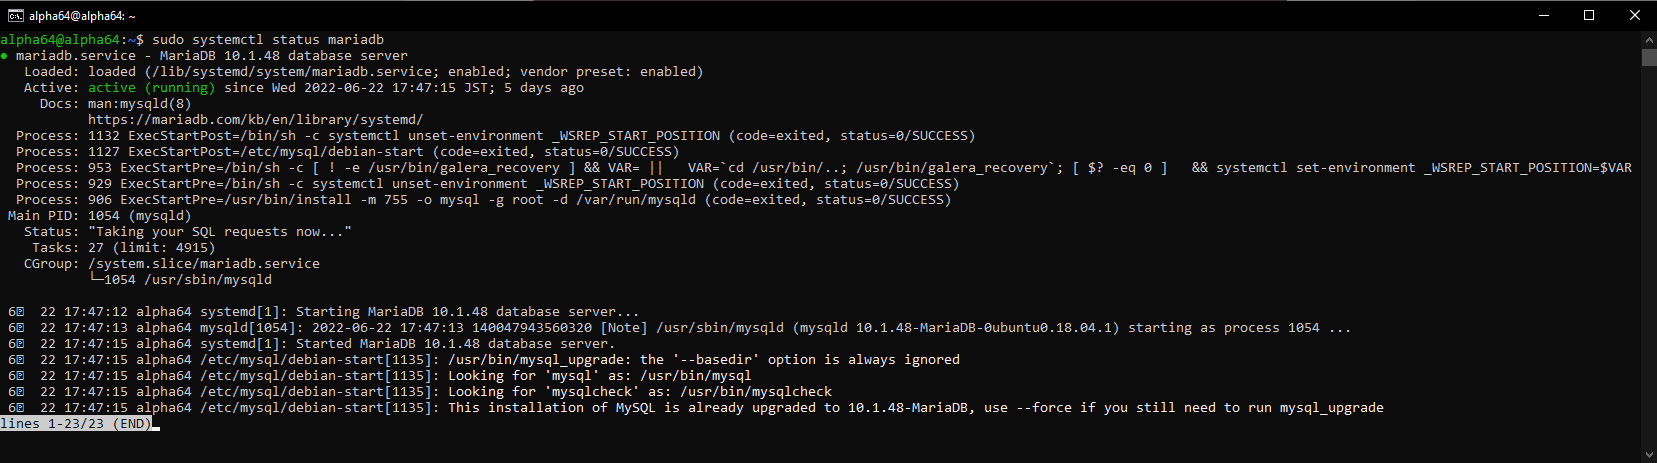 alpha64@alpha64: ~
alpha64@alpha64:~$ sudo systemctl status mariadb
● mariadb.service - MariaDB 10.1.48 database server
   Loaded: loaded (/lib/systemd/system/mariadb.service; enabled; vendor preset: enabled)
   Active: active (running) since Wed 2022-06-22 17:47:15 JST; 5 days ago
     Docs: man:mysqld(8)
           https://mariadb.com/kb/en/library/systemd/
  Process: 1132 ExecStartPost=/bin/sh -c systemctl unset-environment _WSREP_START_POSITION (code=exited, status=0/SUCCESS)
  Process: 1127 ExecStartPost=/etc/mysql/debian-start (code=exited, status=0/SUCCESS)
  Process: 953 ExecStartPre=/bin/sh -c [ ! -e /usr/bin/galera_recovery ] && VAR= ||   VAR=`cd /usr/bin/..; /usr/bin/galera_recovery`; [ $? -eq 0 ]   && systemctl set-environment _WSREP_START_POSITION=$VAR
  Process: 929 ExecStartPre=/bin/sh -c systemctl unset-environment _WSREP_START_POSITION (code=exited, status=0/SUCCESS)
  Process: 906 ExecStartPre=/usr/bin/install -m 755 -o mysql -g root -d /var/run/mysqld (code=exited, status=0/SUCCESS)
 Main PID: 1054 (mysqld)
   Status: "Taking your SQL requests now..."
    Tasks: 27 (limit: 4915)
   CGroup: /system.slice/mariadb.service
           └─1054 /usr/sbin/mysqld
 6  22 17:47:12 alpha64 systemd[1]: Starting MariaDB 10.1.48 database server...
 6  22 17:47:13 alpha64 mysqld[1054]: 2022-06-22 17:47:13 140047943560320 [Note] /usr/sbin/mysqld (mysqld 10.1.48-MariaDB-0ubuntu0.18.04.1) starting as process 1054 ...
 6  22 17:47:15 alpha64 systemd[1]: Started MariaDB 10.1.48 database server.
 6  22 17:47:15 alpha64 /etc/mysql/debian-start[1135]: /usr/bin/mysql_upgrade: the '--basedir' option is always ignored
 6  22 17:47:15 alpha64 /etc/mysql/debian-start[1135]: Looking for 'mysql' as: /usr/bin/mysql
 6  22 17:47:15 alpha64 /etc/mysql/debian-start[1135]: Looking for 'mysqlcheck' as: /usr/bin/mysqlcheck
 6  22 17:47:15 alpha64 /etc/mysql/debian-start[1135]: This installation of MySQL is already upgraded to 10.1.48-MariaDB, use --force if you still need to run mysql_upgrade
lines 1-23/23 (END)